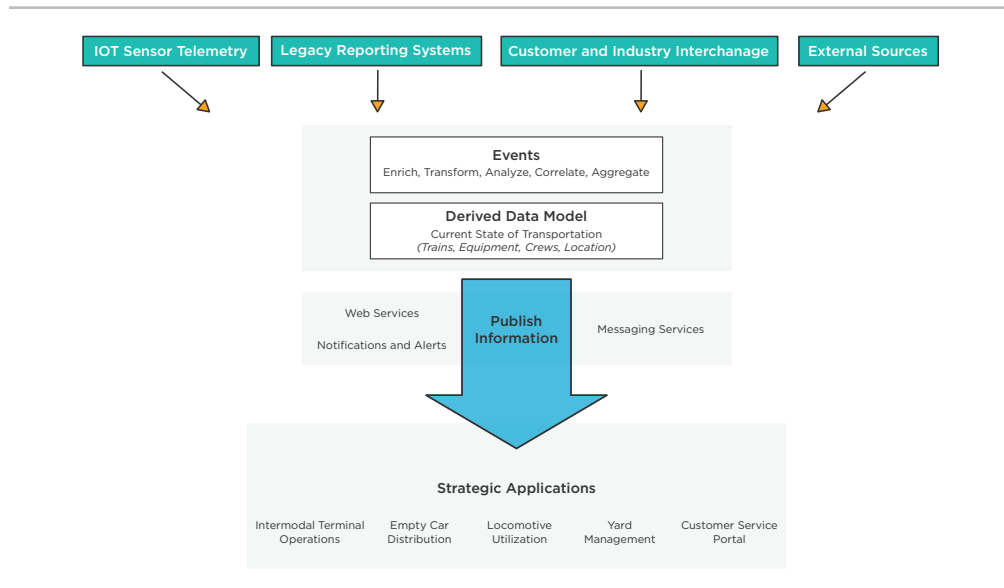 IOT Sensor Telemetry
Legacy Reporting Systems
Customer and Industry Interchanage
External Sources
Events
Enrich, Transform, Analyze, Correlate, Aggregate
Derived Data Model
Current State of Transportation
(Trains, Equipment, Crews, Location)
Web Services
Notifications and Alerts
Publish
Information
Messaging Services
Strategic Applications
Intermodal Terminal
Operations
Empty Car
Distribution
Locomotive
Utilization
Yard
Management
Customer Service
Portal